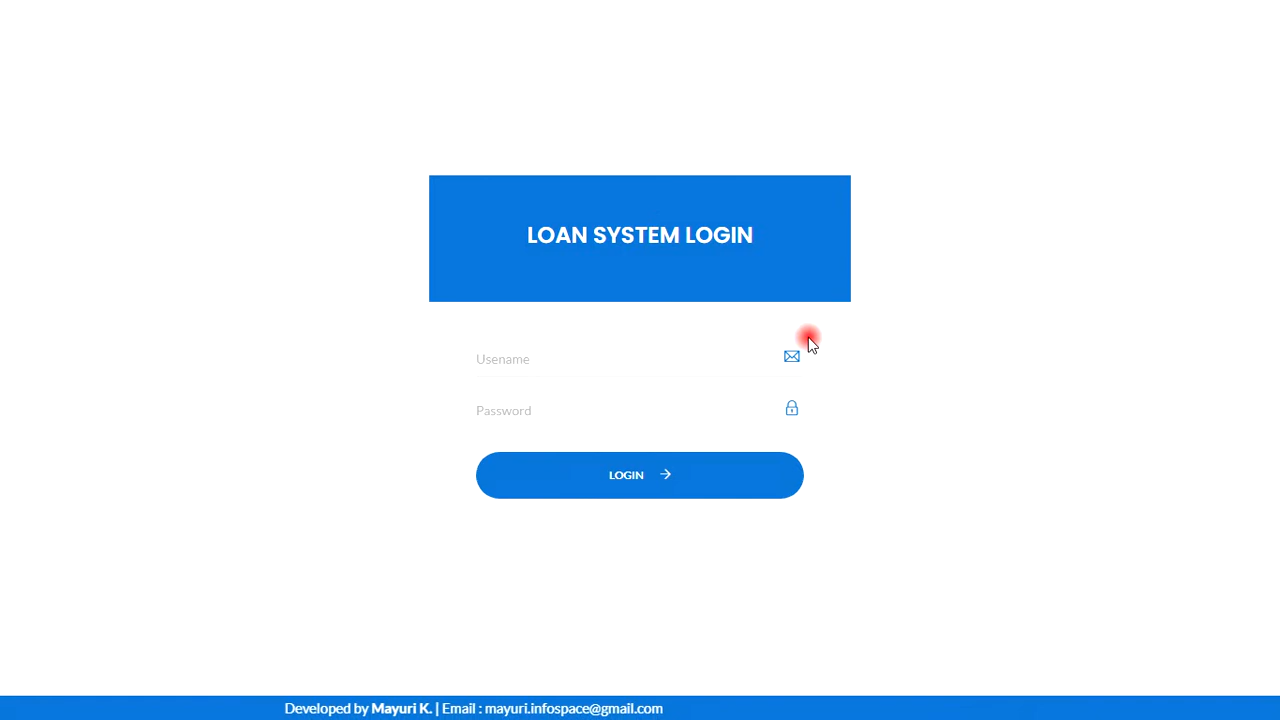 LOAN SYSTEM LOGIN
Usename
Password
LOGIN
Developed by Mayuri K. | Email : mayuri.infospace@gmail.com